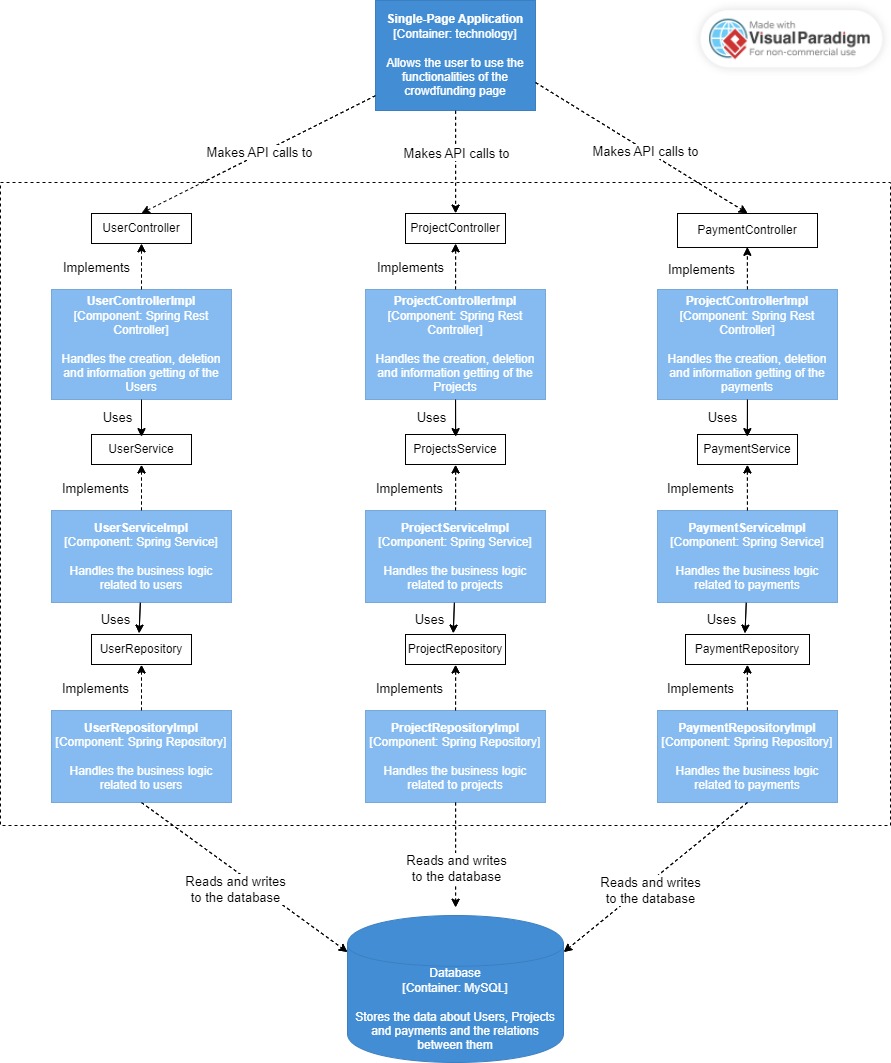 Single-Page Application
[Container: technology]
Allows the user to use the
functionalities of the
crowdfunding page
Made with
VisualParadigm
For non-commercial use
Makes API calls to
Makes API calls to
Makes API calls to
UserController
ProjectController
PaymentController
Implements
Implements
Implements
UserControllerImpl
[Component: Spring Rest
Controller]
Handles the creation, deletion
and information getting of the
Users
ProjectControllerImpl
[Component: Spring Rest
Controller]
Handles the creation, deletion
and information getting of the
Projects
ProjectControllerImpl
[Component: Spring Rest
Controller]
Handles the creation, deletion
and information getting of the
payments
Uses
Uses
Uses
UserService
ProjectsService
PaymentService
Implements
Implements
Implements
UserServiceImpl
[Component: Spring Service]
Handles the business logic
related to users
ProjectServiceImpl
[Component: Spring Service]
Handles the business logic
related to projects
PaymentServiceImpl
[Component: Spring Service]
Handles the business logic
related to payments
Uses
Uses
Uses
UserRepository
ProjectRepository
PaymentRepository
Implements
Implements
Implements
UserRepositoryImpl
[Component: Spring Repository]
Handles the business logic
related to users
ProjectRepositoryImpl
[Component: Spring Repository]
Handles the business logic
related to projects
PaymentRepositoryImpl
[Component: Spring Repository]
Handles the business logic
related to payments
Reads and writes
to the database
Reads and writes
to the database
Reads and writes
to the database
Database
[Container: MySQL]
Stores the data about Users, Projects
and payments and the relations
between them